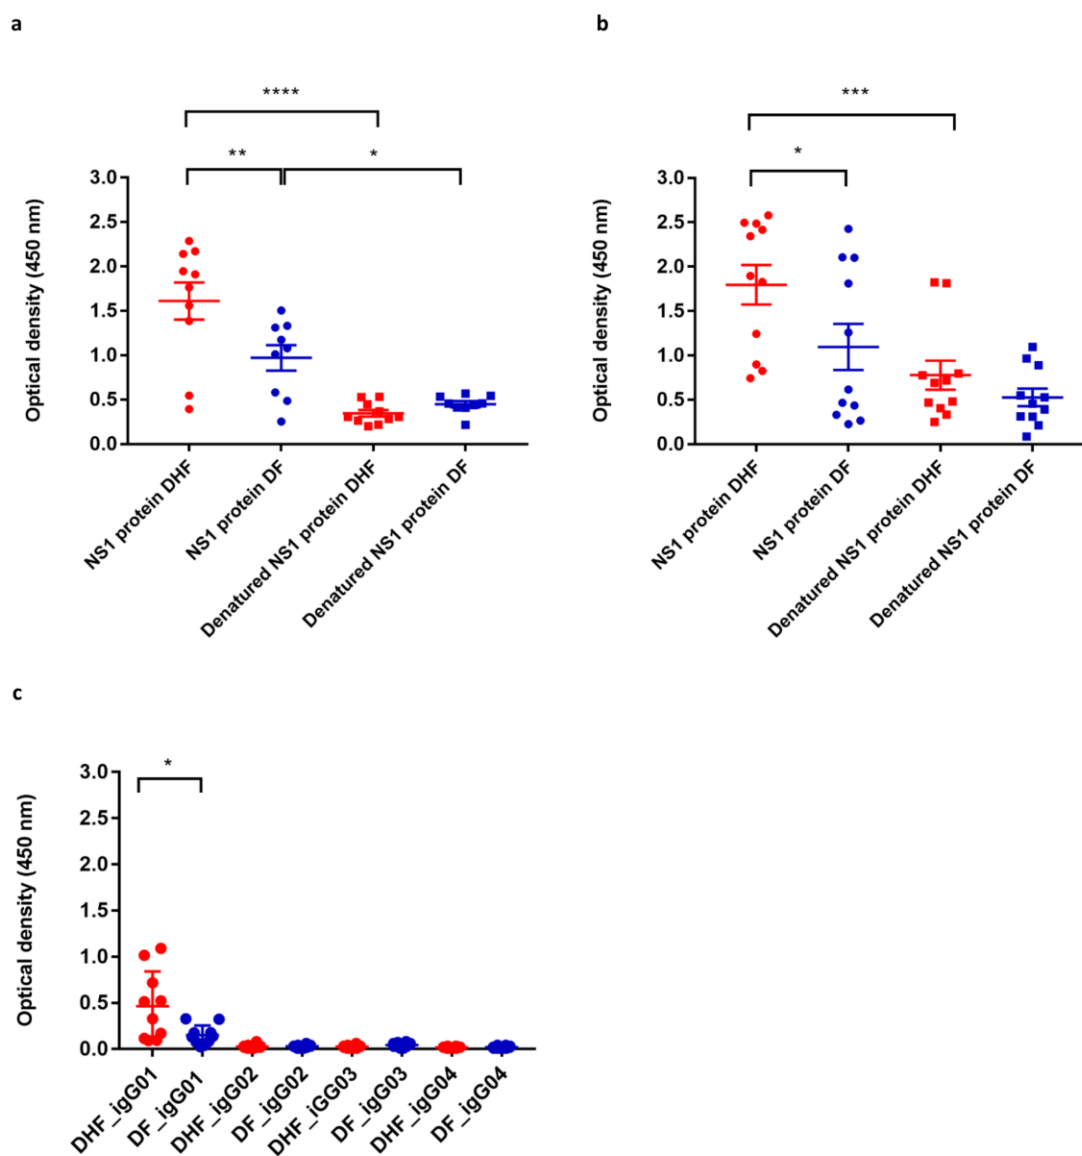 a
****
**
*
Optical density (450 nm)
3.0
2.5
2.0
1.5
1.0
0.5
0.0
NS1 protein DHF
NS1 protein DF
Denatured NS1 protein DHF
Denatured NS1 protein DF
b
***
*
Optical density (450 nm)
3.0
2.5
2.0
1.5
1.0
0.5
0.0
NS1 protein DHF
NS1 protein DF
Denatured NS1 protein DHF
Denatured NS1 protein DF
c
*
Optical density (450 nm)
3.0
2.5
2.0
1.5
1.0
0.5
0.0
DHF_igG01
DF_igG01
DHF_igG02
DF_igG02
DHF_iGG03
DF_igG03
DHF_igG04
DF_igG04